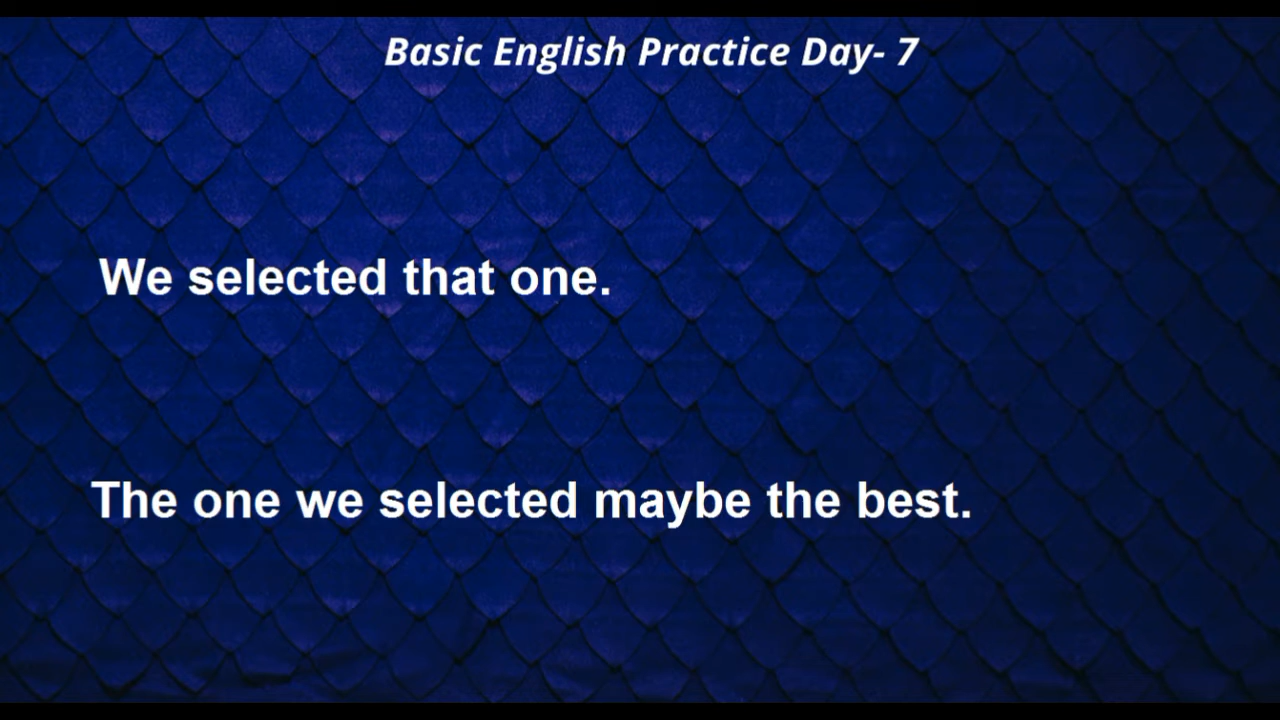 Basic English Practice Day- 7
We selected that one.
The one we selected maybe the best.